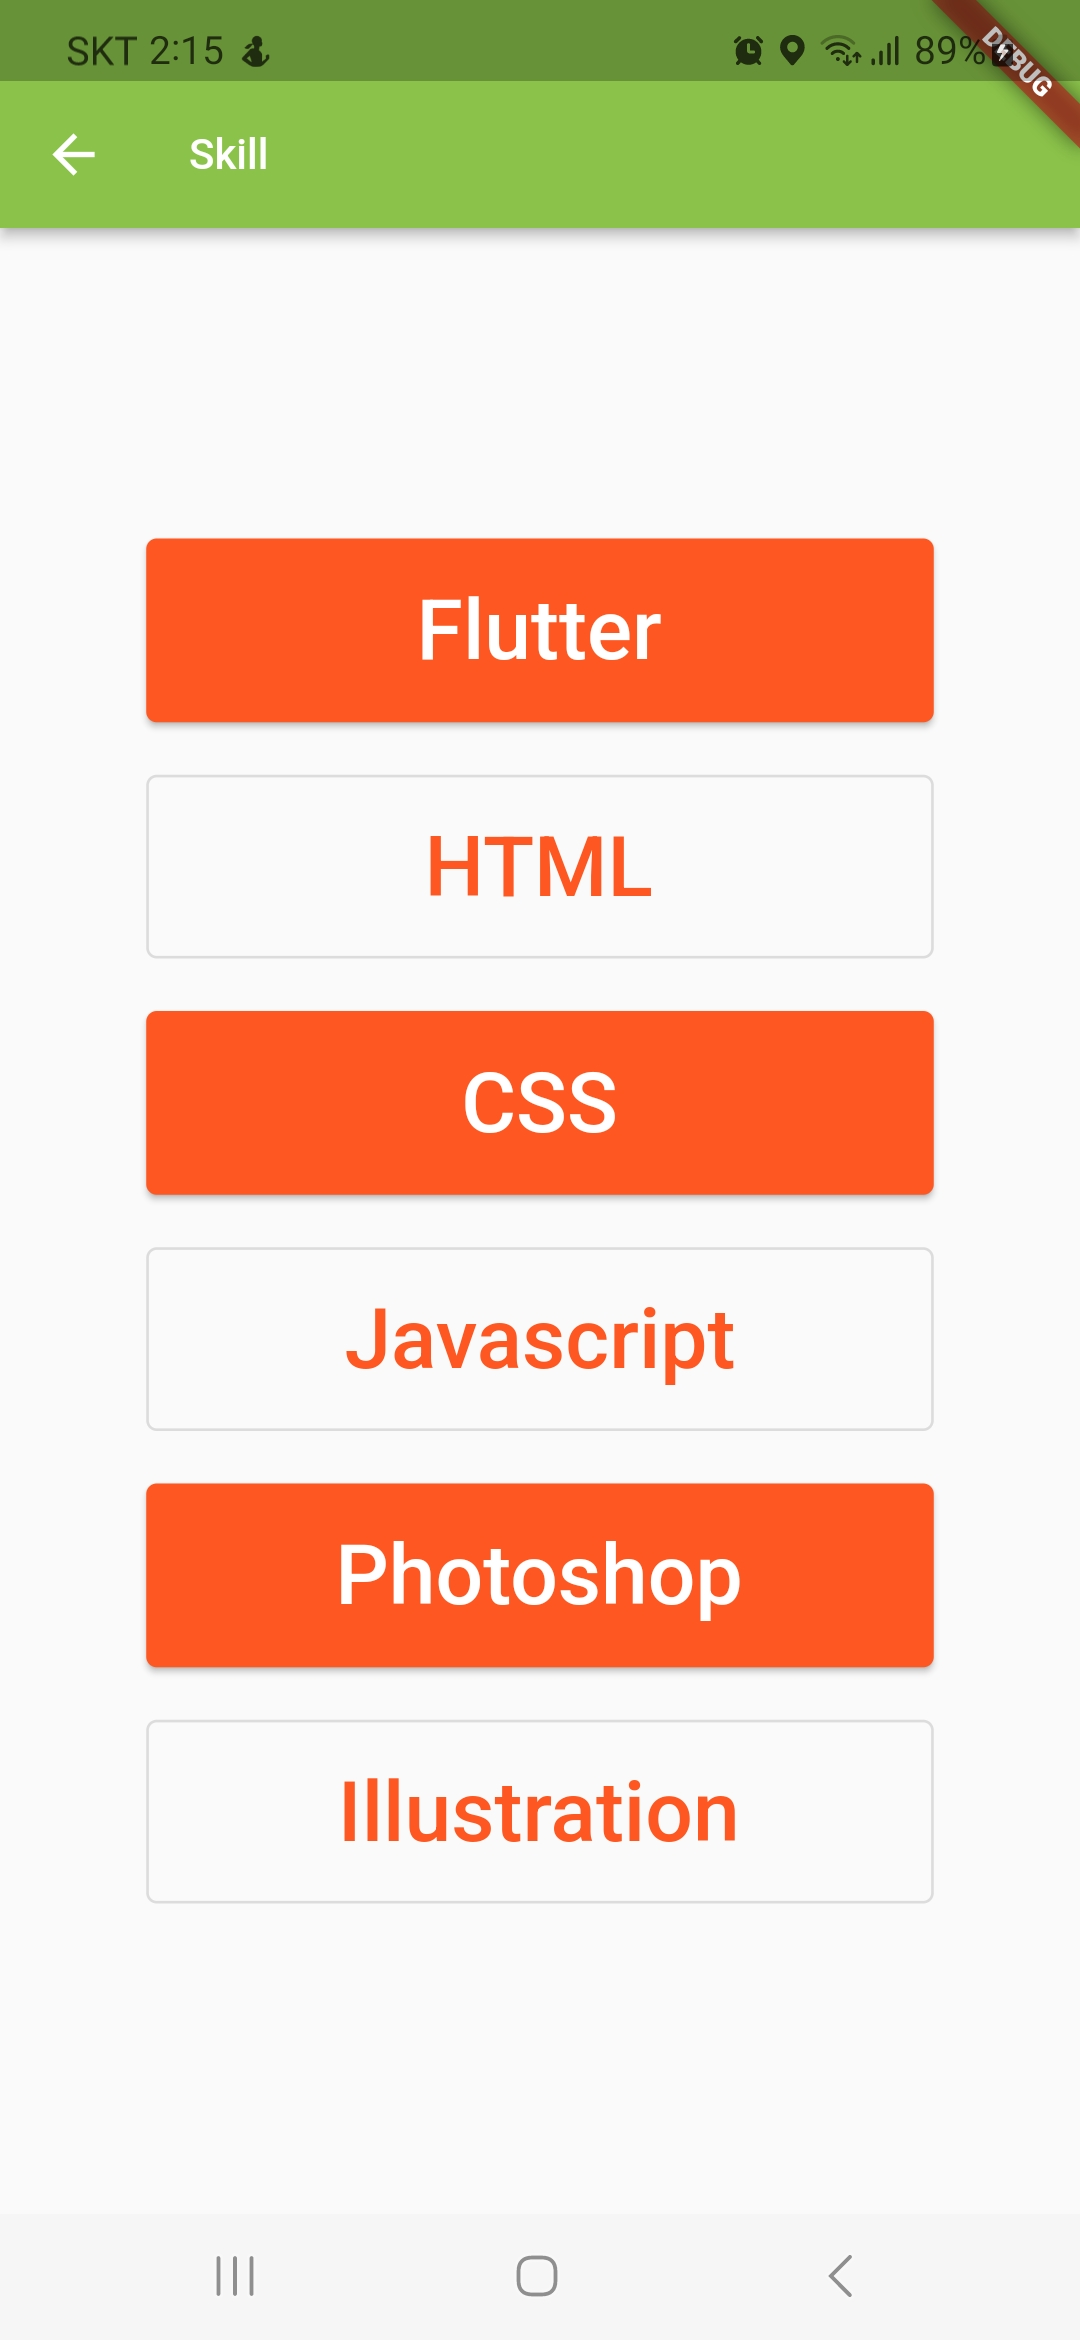 SKT 2:15 89%
DEBUG
Skill
Flutter
HTML
CSS
Javascript
Photoshop
Illustration